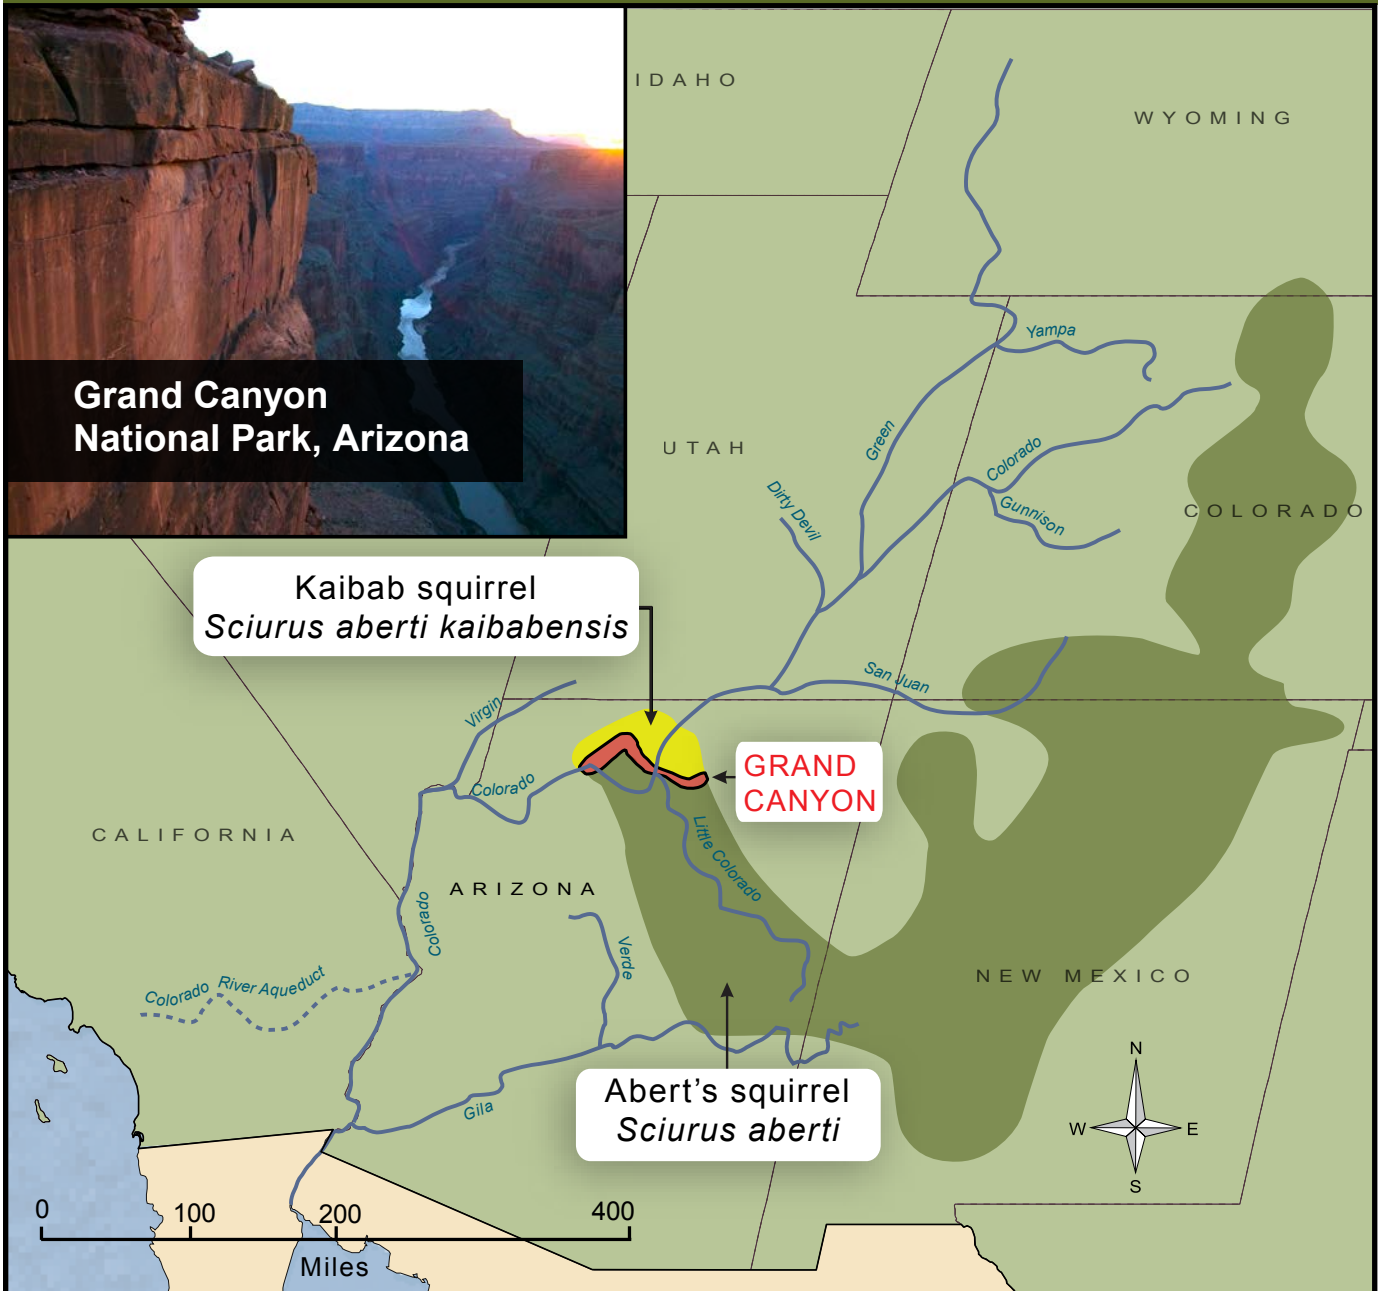 Grand Canyon
National Park, Arizona
IDAHO
WYOMING
Yampa
UTAH
Green
Colorado
Dirty Devil
Gunnison
COLORADO
Kaibab squirrel
Sciurus aberti kaibabensis
San Juan
Virgin
GRAND
CANYON
Colorado
CALIFORNIA
Little Colorado
ARIZONA
Colorado
Verde
NEW MEXICO
Colorado River Aqueduct
Abert’s squirrel
Sciurus aberti
Gila
N
W
E
S
0
100
200
400
Miles